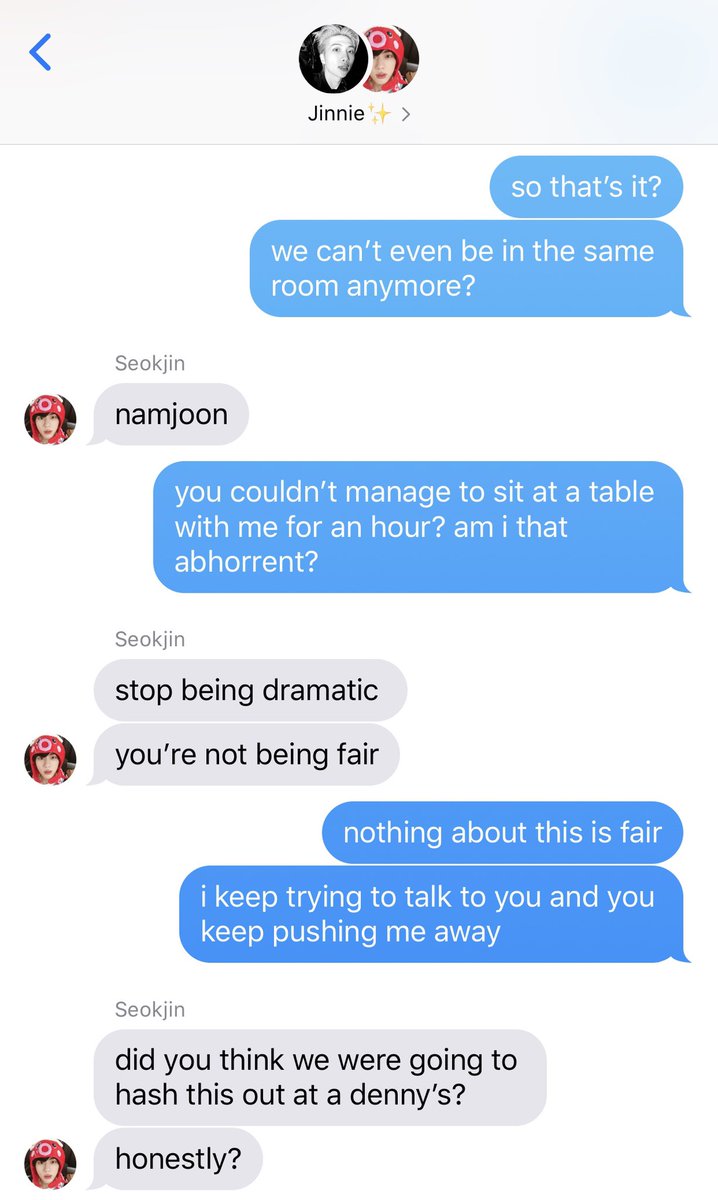 Jinnie✨
so that’s it?
we can’t even be in the same
room anymore?
Seokjin
namjoon
you couldn’t manage to sit at a table
with me for an hour? am i that
abhorrent?
Seokjin
stop being dramatic
you’re not being fair
nothing about this is fair
i keep trying to talk to you and you
keep pushing me away
Seokjin
did you think we were going to
hash this out at a denny’s?
honestly?